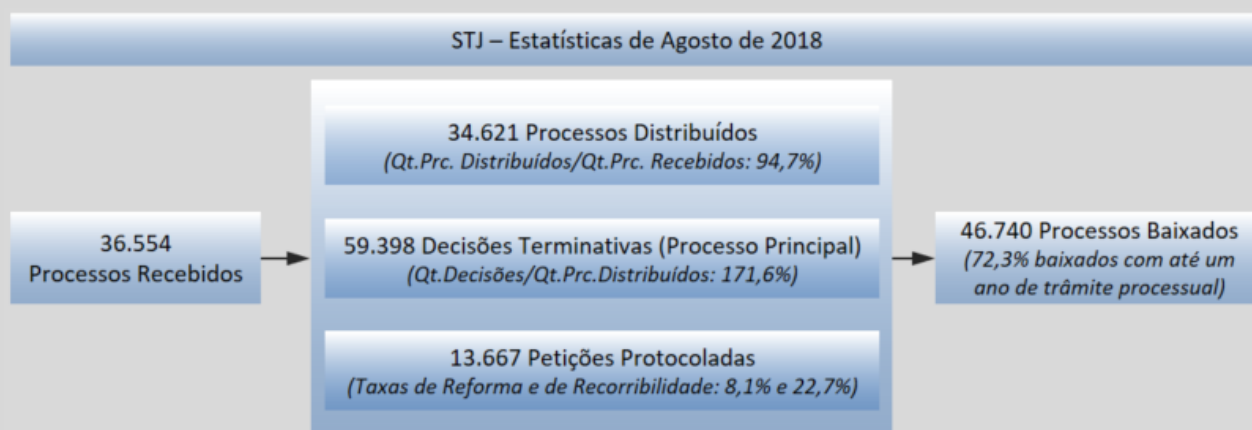 STJ – Estatísticas de Agosto de 2018
36.554
Processos Recebidos
34.621 Processos Distribuídos
(Qt.Prc. Distribuídos/Qt.Prc. Recebidos: 94,7%)
59.398 Decisões Terminativas (Processo Principal)
(Qt.Decisões/Qt.Prc.Distribuídos: 171,6%)
13.667 Petições Protocoladas
(Taxas de Reforma e de Recorribilidade: 8,1% e 22,7%)
46.740 Processos Baixados
(72,3% baixados com até um
ano de trâmite processual)